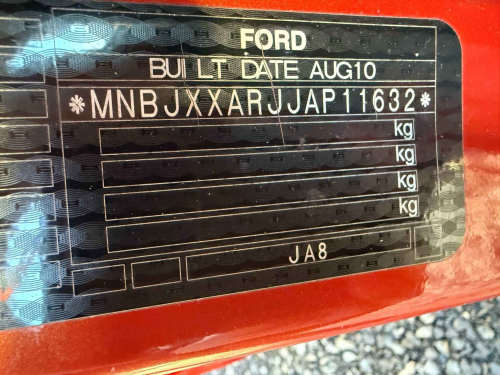 FORD
BUILT DATE AUG10
*MNBJXXARJJAP11632*
kg
kg
kg
kg
JA8